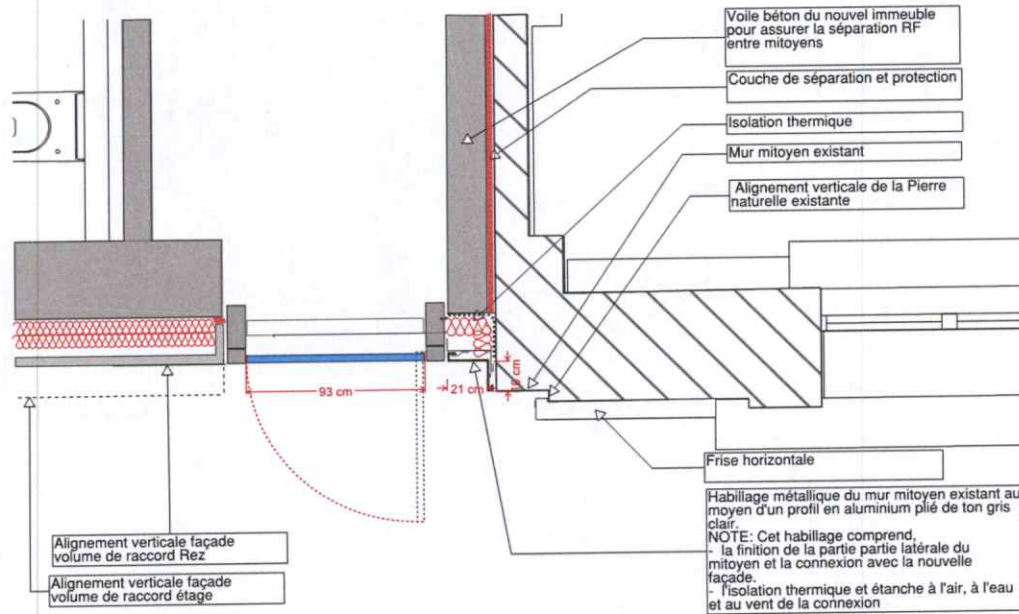 Voile béton du nouvel immeuble
pour assurer la séparation RF
entre mitoyens
Couche de séparation et protection
Isolation thermique
Mur mitoyen existant
Alignement verticale de la Pierre
naturelle existante
93 cm
21 cm
cm
Frise horizontale
Habillage métallique du mur mitoyen existant au
moyen d'un profil en aluminium plié de ton gris
clair.
NOTE: Cet habillage comprend,
- la finition de la partie partie latérale du
mitoyen et la connexion avec la nouvelle
façade.
- l'isolation thermique et étanche à l'air, à l'eau
et au vent de la connexion
Alignement verticale façade
volume de raccord Rez
Alignement verticale façade
volume de raccord étage